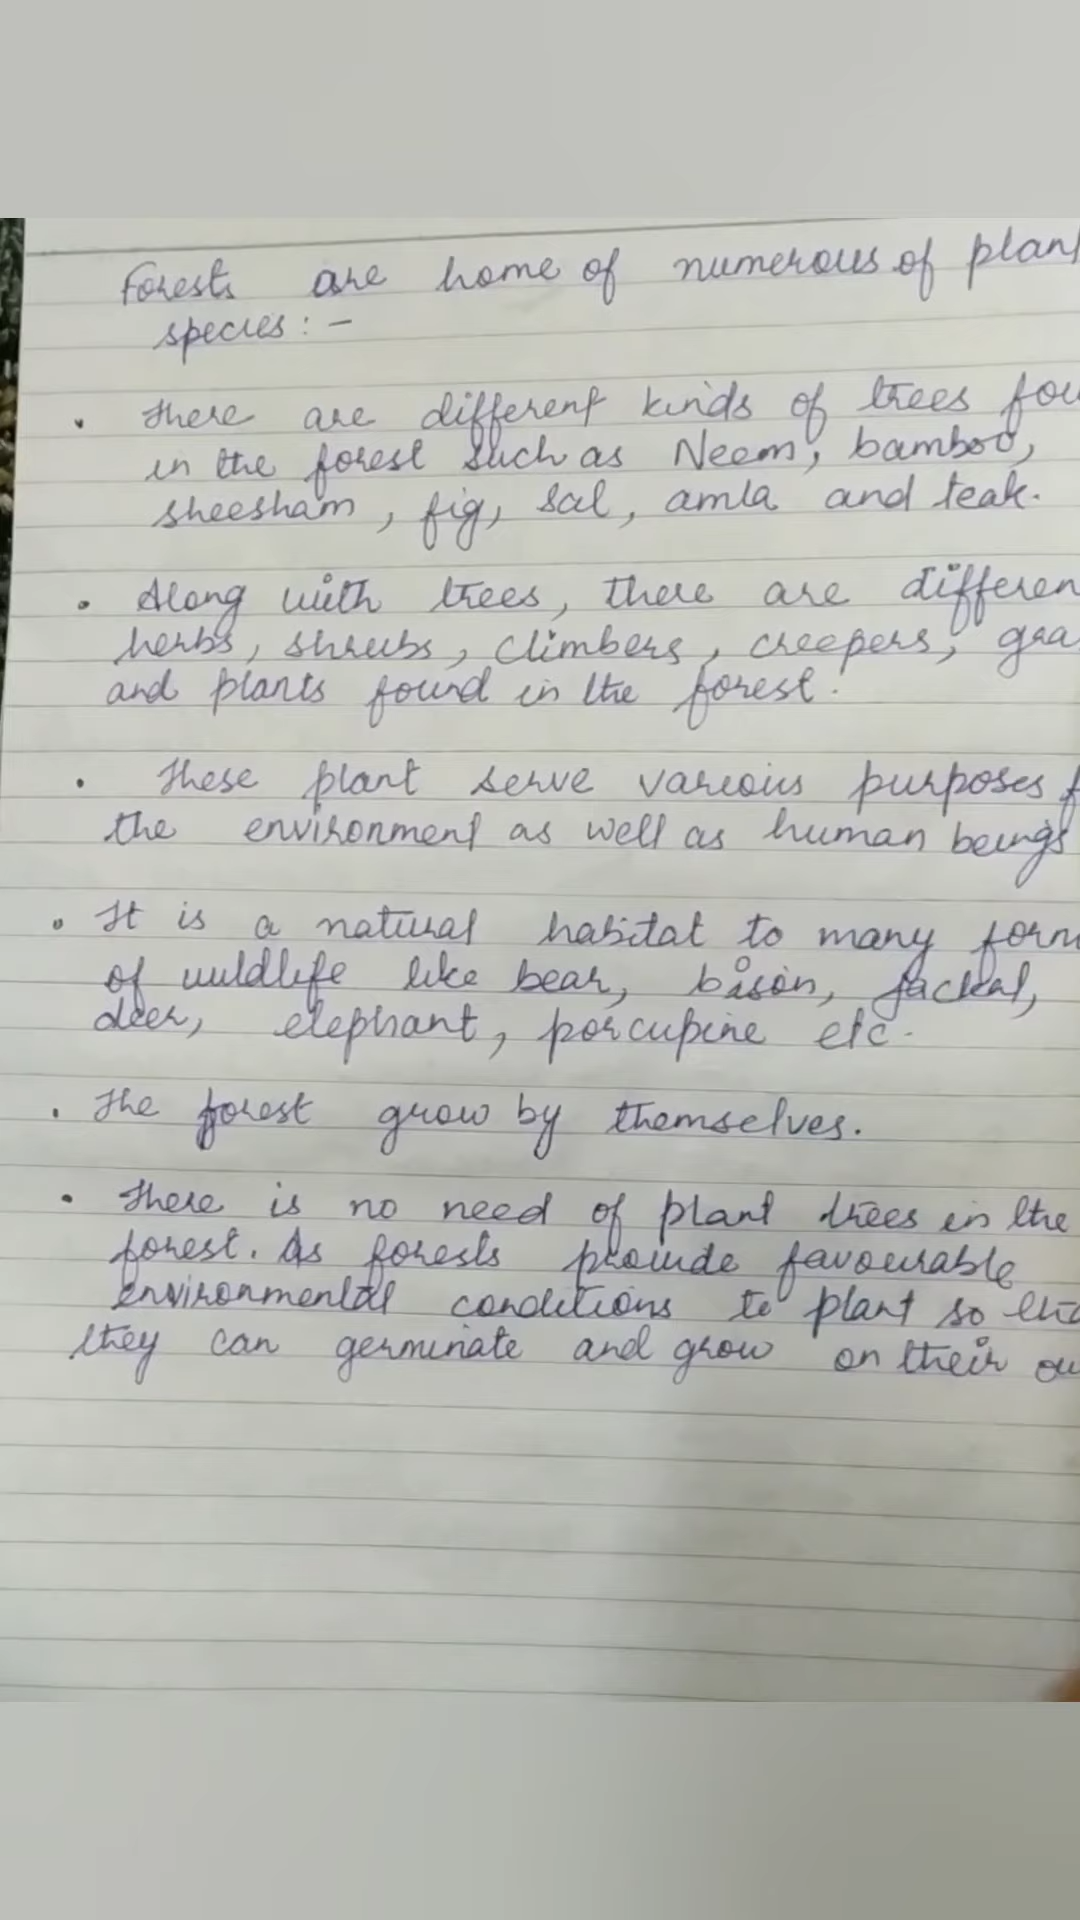 Forests are home of numerous of plant
species : -
• There are different kinds of trees fou
in the forest such as Neem, bamboo,
sheesham, fig, sal, amla and teak.
• Along with trees, there are differen
herbs, shrubs, climbers, creepers, gra
and plants found in the forest.
• These plant serve various purposes f
the environment as well as human beings
• It is a natural habitat to many form
of wildlife like bear, bison, jackal,
deer, elephant, porcupine etc.
• The forest grow by themselves.
• There is no need of plant trees in the
forest. As forests provide favourable
environmental conditions to plant so tha
they can germinate and grow on their ow